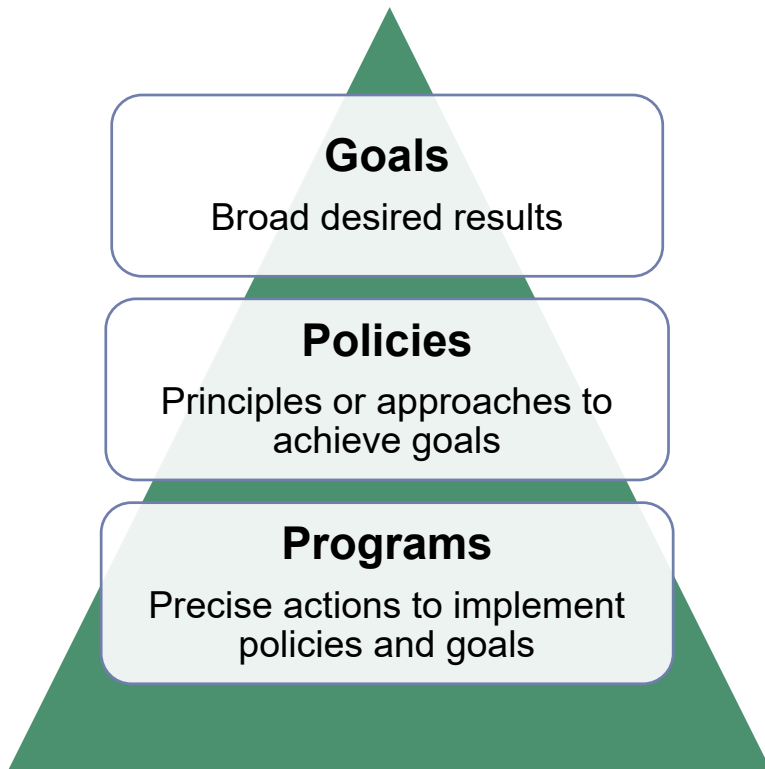 Goals
Broad desired results
Policies
Principles or approaches to
achieve goals
Programs
Precise actions to implement
policies and goals